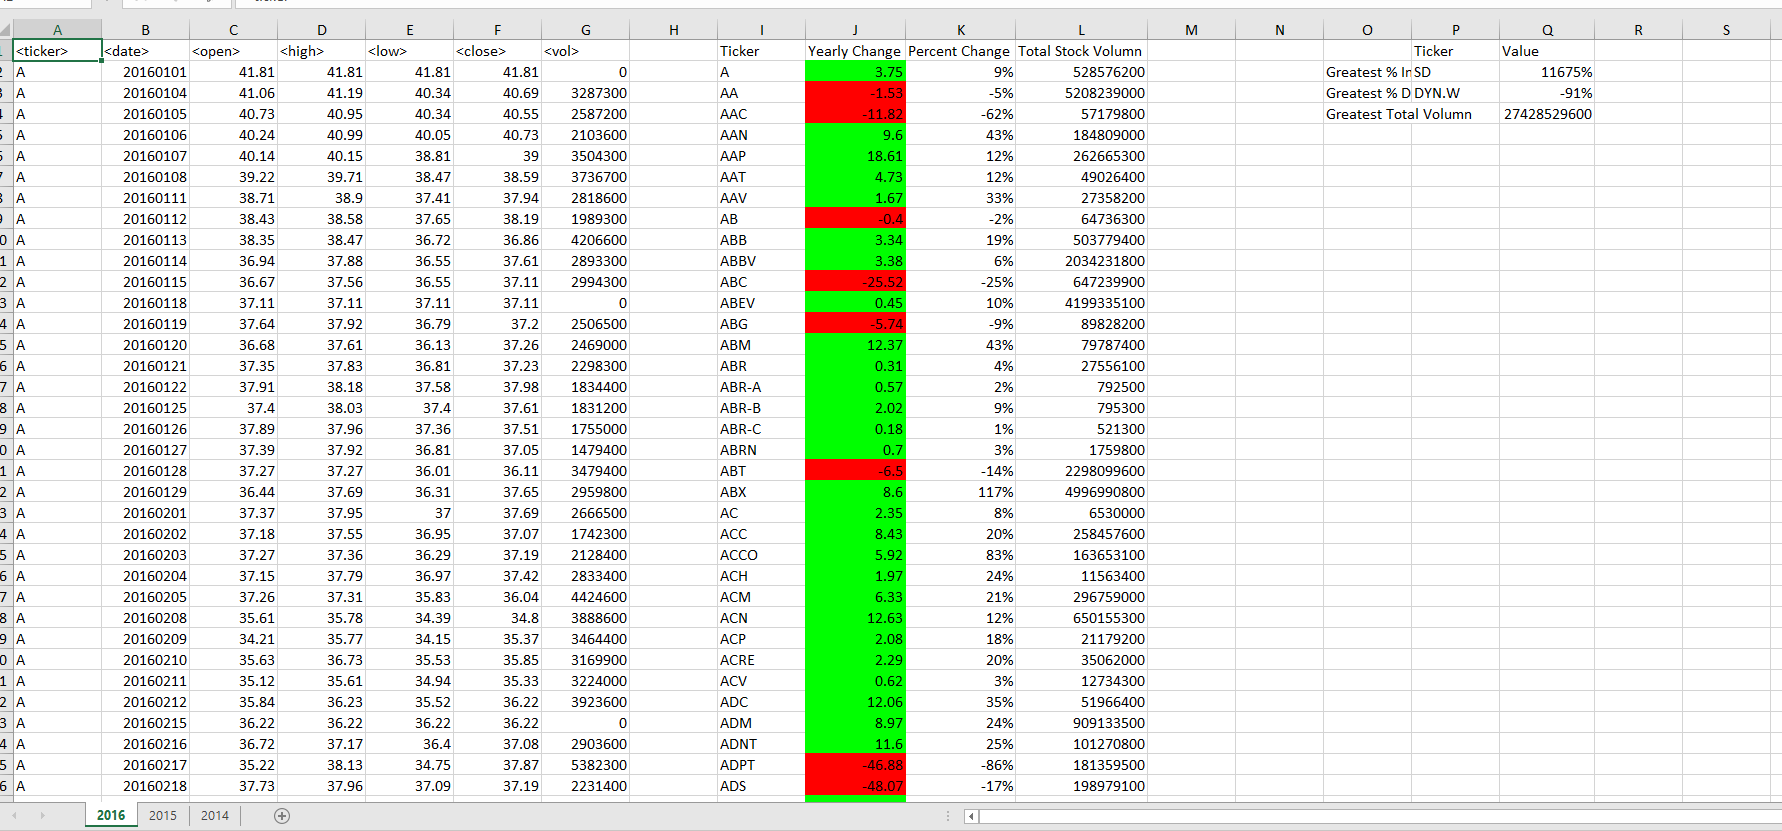 A B C D E F G H I J K L M N O P Q R S
<ticker> <date> <open> <high> <low> <close> <vol> Ticker Yearly Change Percent Change Total Stock Volumn Ticker Value
2 A 20160101 41.81 41.81 41.81 41.81 0 A 3.75 9% 528576200 Greatest % In SD 11675%
3 A 20160104 41.06 41.19 40.34 40.69 3287300 AA -1.53 -5% 5208239000 Greatest % D DYN.W -91%
4 A 20160105 40.73 40.95 40.34 40.55 2587200 AAC -11.82 -62% 57179800 Greatest Total Volumn 27428529600
5 A 20160106 40.24 40.99 40.05 40.73 2103600 AAN 9.6 43% 184809000
6 A 20160107 40.14 40.15 38.81 39 3504300 AAP 18.61 12% 262665300
7 A 20160108 39.22 39.71 38.47 38.59 3736700 AAT 4.73 12% 49026400
8 A 20160111 38.71 38.9 37.41 37.94 2818600 AAV 1.67 33% 27358200
9 A 20160112 38.43 38.58 37.65 38.19 1989300 AB -0.4 -2% 64736300
0 A 20160113 38.35 38.47 36.72 36.86 4206600 ABB 3.34 19% 503779400
1 A 20160114 36.94 37.88 36.55 37.61 2893300 ABBV 3.38 6% 2034231800
2 A 20160115 36.67 37.56 36.55 37.11 2994300 ABC -25.52 -25% 647239900
3 A 20160118 37.11 37.11 37.11 37.11 0 ABEV 0.45 10% 4199335100
4 A 20160119 37.64 37.92 36.79 37.2 2506500 ABG -5.74 -9% 89828200
5 A 20160120 36.68 37.61 36.13 37.26 2469000 ABM 12.37 43% 79787400
6 A 20160121 37.35 37.83 36.81 37.23 2298300 ABR 0.31 4% 27556100
7 A 20160122 37.91 38.18 37.58 37.98 1834400 ABR-A 0.57 2% 792500
8 A 20160125 37.4 38.03 37.4 37.61 1831200 ABR-B 2.02 9% 795300
9 A 20160126 37.89 37.96 37.36 37.51 1755000 ABR-C 0.18 1% 521300
0 A 20160127 37.39 37.92 36.81 37.05 1479400 ABRN 0.7 3% 1759800
1 A 20160128 37.27 37.27 36.01 36.11 3479400 ABT -6.5 -14% 2298099600
2 A 20160129 36.44 37.69 36.31 37.65 2959800 ABX 8.6 117% 4996990800
3 A 20160201 37.37 37.95 37 37.69 2666500 AC 2.35 8% 6530000
4 A 20160202 37.18 37.55 36.95 37.07 1742300 ACC 8.43 20% 258457600
5 A 20160203 37.27 37.36 36.29 37.19 2128400 ACCO 5.92 83% 163653100
6 A 20160204 37.15 37.79 36.97 37.42 2833400 ACH 1.97 24% 11563400
7 A 20160205 37.26 37.31 35.83 36.04 4424600 ACM 6.33 21% 296759000
8 A 20160208 35.61 35.78 34.39 34.8 3888600 ACN 12.63 12% 650155300
9 A 20160209 34.21 35.77 34.15 35.37 3464400 ACP 2.08 18% 21179200
0 A 20160210 35.63 36.73 35.53 35.85 3169900 ACRE 2.29 20% 35062000
1 A 20160211 35.12 35.61 34.94 35.33 3224000 ACV 0.62 3% 12734300
2 A 20160212 35.84 36.23 35.52 36.22 3923600 ADC 12.06 35% 51966400
3 A 20160215 36.22 36.22 36.22 36.22 0 ADM 8.97 24% 909133500
4 A 20160216 36.72 37.17 36.4 37.08 2903600 ADNT 11.6 25% 101270800
5 A 20160217 35.22 38.13 34.75 37.87 5382300 ADPT -46.88 -86% 181359500
6 A 20160218 37.73 37.96 37.09 37.19 2231400 ADS -48.07 -17% 198979100
2016 2015 2014